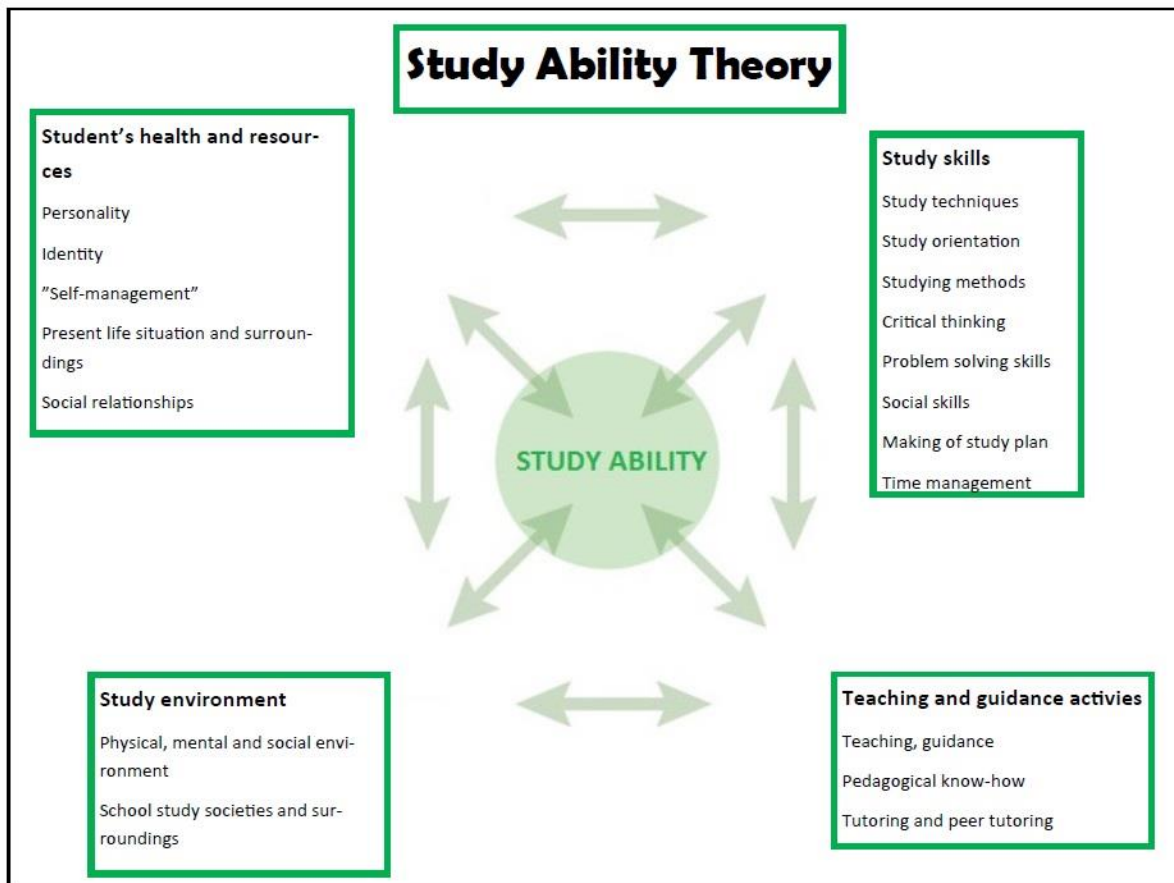 Study Ability Theory
Student’s health and resour-
ces
Personality
Identity
”Self-management”
Present life situation and surroun-
dings
Social relationships
Study skills
Study techniques
Study orientation
Studying methods
Critical thinking
Problem solving skills
Social skills
Making of study plan
Time management
STUDY ABILITY
Study environment
Physical, mental and social envi-
ronment
School study societies and sur-
roundings
Teaching and guidance activies
Teaching, guidance
Pedagogical know-how
Tutoring and peer tutoring